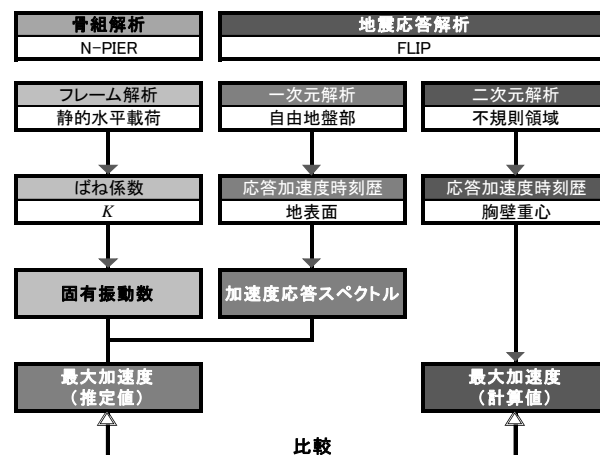 骨組解析
N-PIER
地震応答解析
FLIP
フレーム解析
静的水平載荷
一次元解析
自由地盤部
二次元解析
不規則領域
ばね係数
K
応答加速度時刻歴
地表面
応答加速度時刻歴
胸壁重心
固有振動数
加速度応答スペクトル
最大加速度
（推定値）
最大加速度
（計算値）
比較